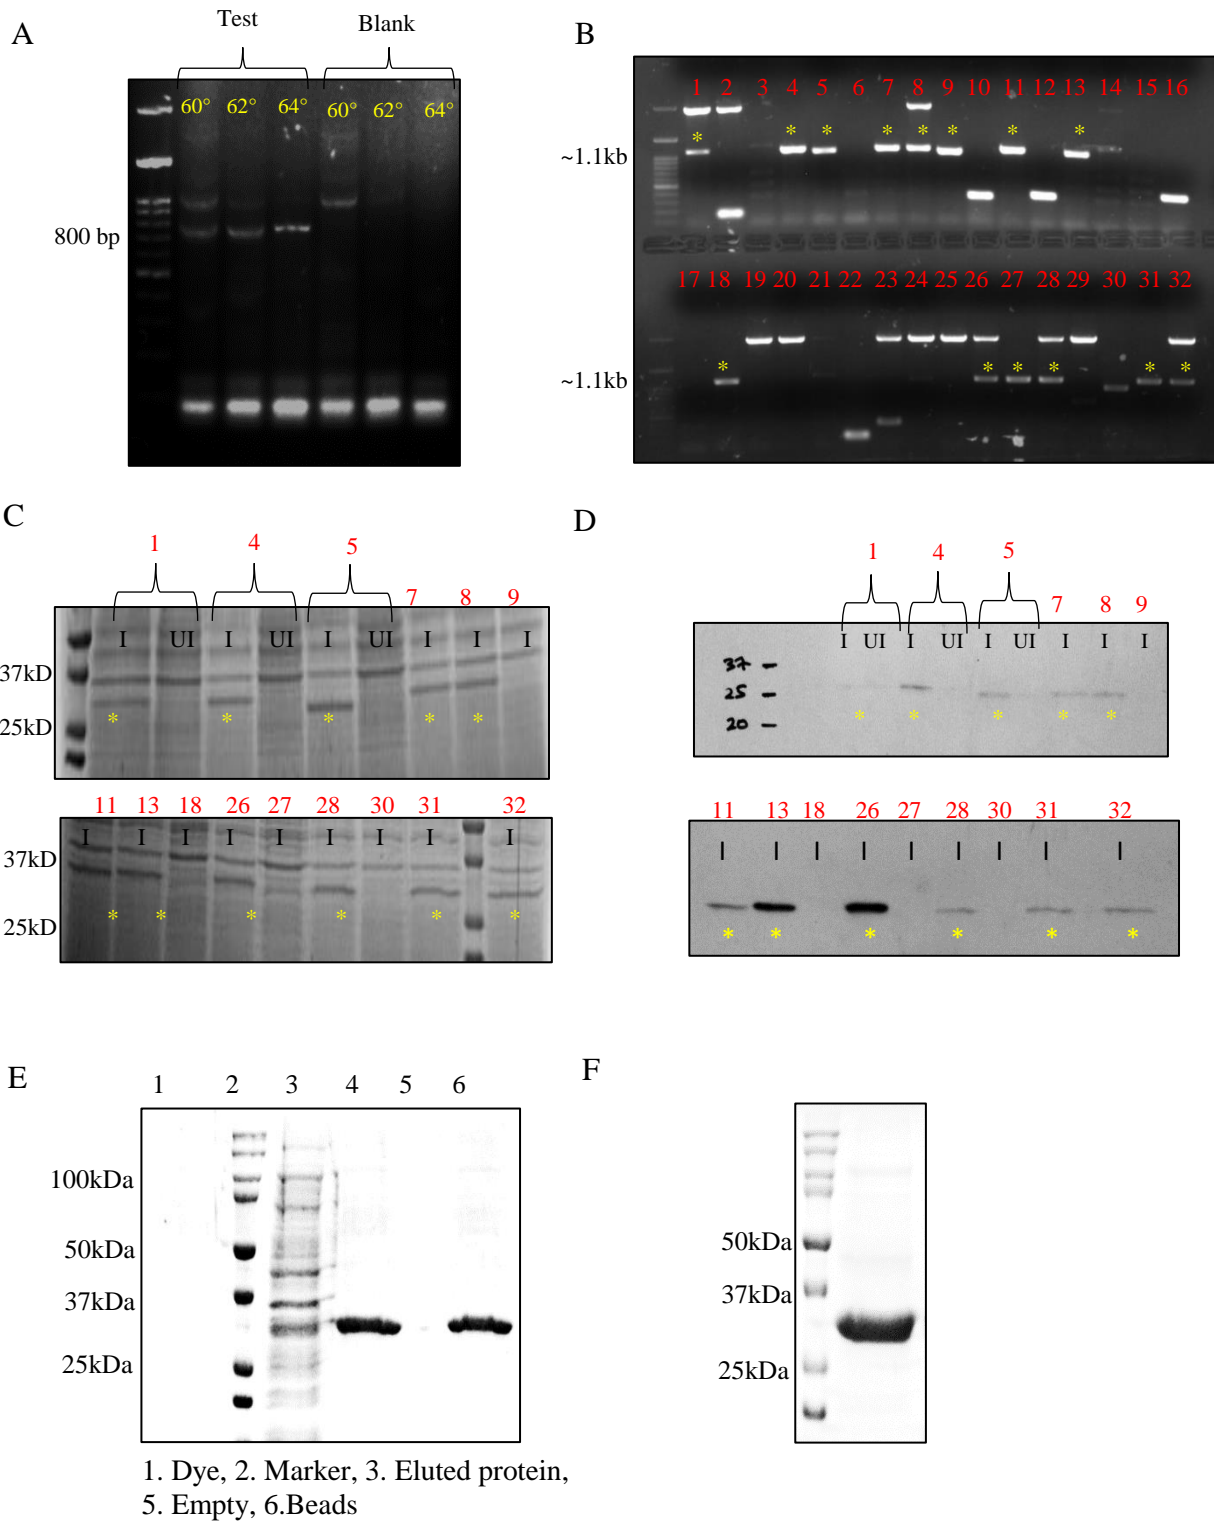 A
Test
Blank
60° 62° 64° 60° 62° 64°
800 bp
B
1 2 3 4 5 6 7 8 9 10 11 12 13 14 15 16
* * * * * * * *
~1.1kb
17 18 19 20 21 22 23 24 25 26 27 28 29 30 31 32
* * * * * *
~1.1kb
C
1 4 5 7 8 9
I UI I UI I UI I I I
37kD
* * * * *
25kD
11 13 18 26 27 28 30 31 32
I I I I I I I I I
37kD
* * * * * *
25kD
D
1 4 5 7 8 9
I UI I UI I UI I I I
37
25
* * * * *
20
11 13 18 26 27 28 30 31 32
I I I I I I I I I
* * * * * *
E
1 2 3 4 5 6
100kDa
50kDa
37kDa
25kDa
1. Dye, 2. Marker, 3. Eluted protein,
5. Empty, 6.Beads
F
50kDa
37kDa
25kDa